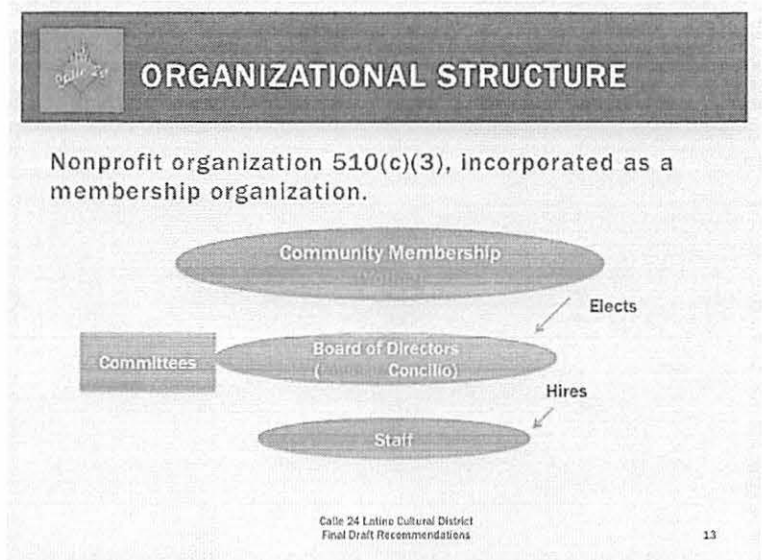 ORGANIZATIONAL STRUCTURE
Nonprofit organization 510(c)(3), incorporated as a
membership organization.
Community Membership
Elects
Committees
Board of Directors
( Concilio)
Hires
Staff
Calle 24 Latino Cultural District
Final Draft Recommendations
13